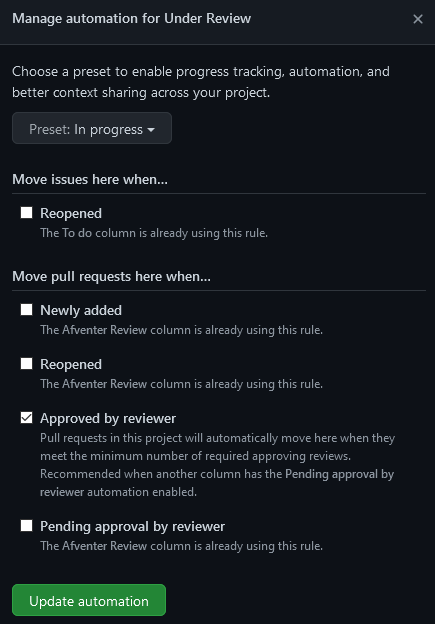 Manage automation for Under Review
Choose a preset to enable progress tracking, automation, and
better context sharing across your project.
Preset: In progress
Move issues here when...
Reopened
The To do column is already using this rule.
Move pull requests here when...
Newly added
The Afventer Review column is already using this rule.
Reopened
The Afventer Review column is already using this rule.
Approved by reviewer
Pull requests in this project will automatically move here when they
meet the minimum number of required approving reviews.
Recommended when another column has the Pending approval by
reviewer automation enabled.
Pending approval by reviewer
The Afventer Review column is already using this rule.
Update automation